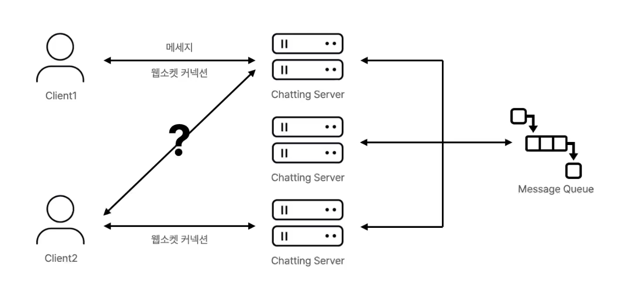 메세지
웹소켓 커넥션
Client1
Chatting Server
?
Chatting Server
Message Queue
웹소켓 커넥션
Client2
Chatting Server